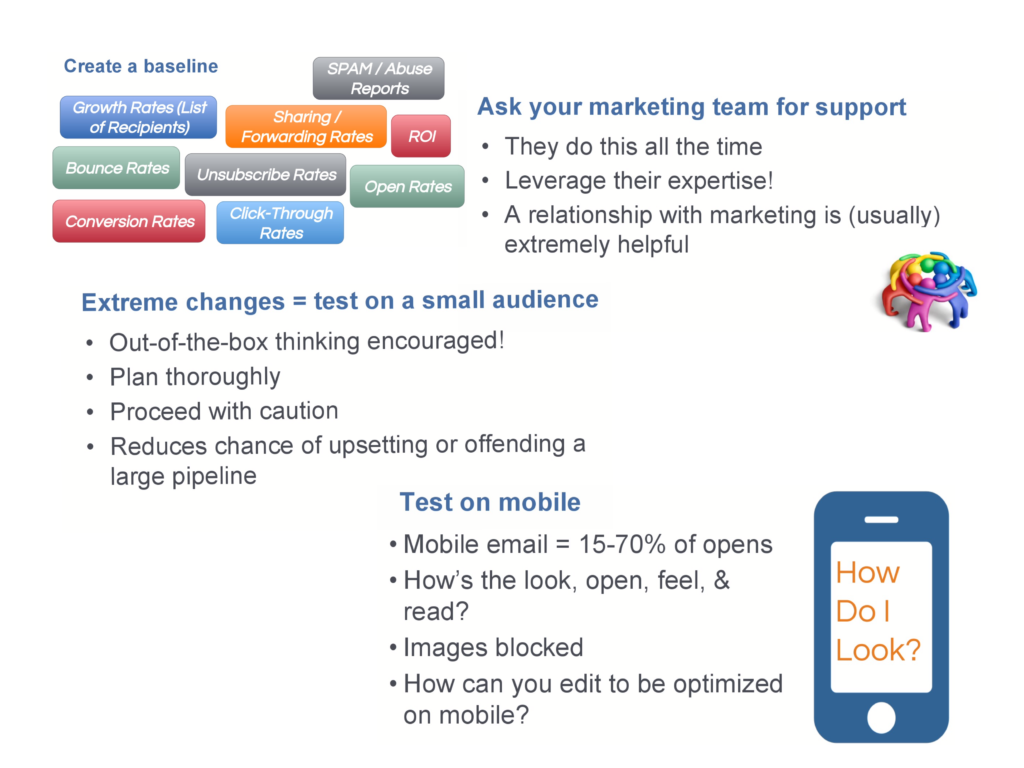 Create a baseline
SPAM / Abuse
Reports
Growth Rates (List
of Recipients)
Sharing /
Forwarding Rates
ROI
Bounce Rates
Unsubscribe Rates
Open Rates
Conversion Rates
Click-Through
Rates
Ask your marketing team for support
• They do this all the time
• Leverage their expertise!
• A relationship with marketing is (usually)
extremely helpful
Extreme changes = test on a small audience
• Out-of-the-box thinking encouraged!
• Plan thoroughly
• Proceed with caution
• Reduces chance of upsetting or offending a
large pipeline
Test on mobile
• Mobile email = 15-70% of opens
• How’s the look, open, feel, &
read?
• Images blocked
• How can you edit to be optimized
on mobile?
How
Do I
Look?